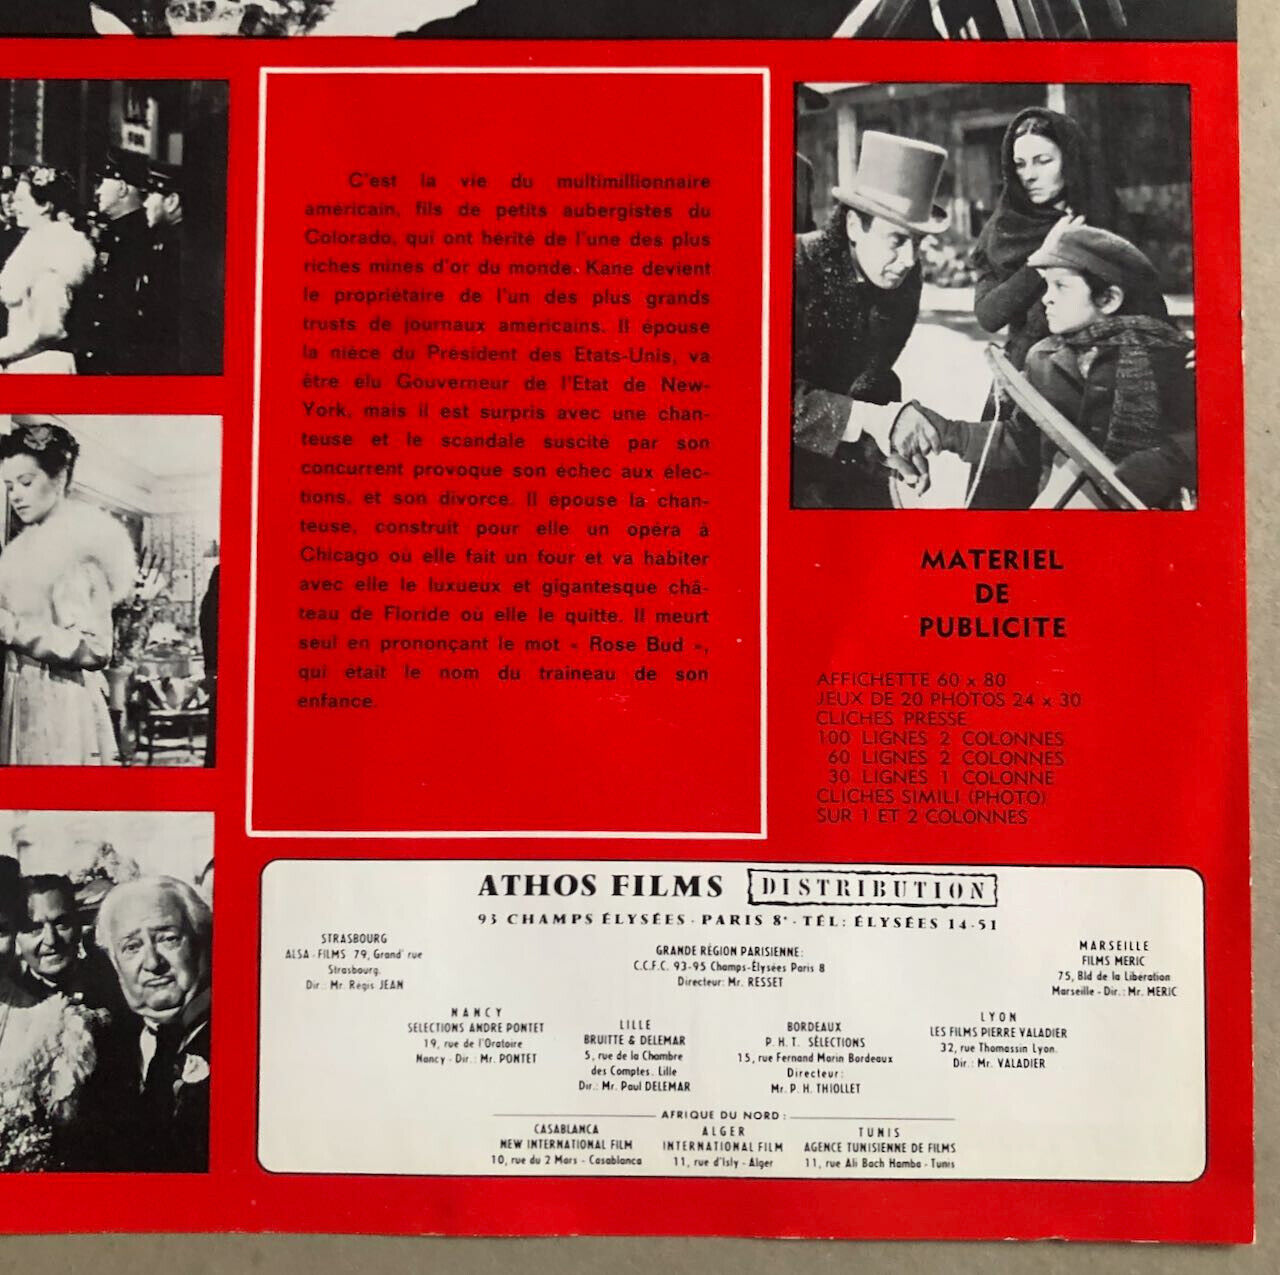 C'est la vie du multimillionnaire
américain, fils de petits aubergistes du
Colorado, qui ont hérité de l'une des plus
riches mines d'or du monde. Kane devient
le propriétaire de l'un des plus grands
trusts de journaux américains. Il épouse
la nièce du Président des Etats-Unis, va
être élu Gouverneur de l'Etat de New-
York, mais il est surpris avec une chan-
teuse et le scandale suscité par son
concurrent provoque son échec aux élec-
tions, et son divorce. Il épouse la chan-
teuse, construit pour elle un opéra à
Chicago où elle fait un four et va habiter
avec elle le luxueux et gigantesque châ-
teau de Floride où elle le quitte. Il meurt
seul en prononçant le mot « Rose Bud »,
qui était le nom du traîneau de son
enfance.
MATERIEL
DE
PUBLICITE
AFFICHETTE 60 x 80
JEUX DE 20 PHOTOS 24 x 30
CLICHES PRESSE
100 LIGNES 2 COLONNES
60 LIGNES 2 COLONNES
30 LIGNES 1 COLONNE
CLICHES SIMILI (PHOTO)
SUR 1 ET 2 COLONNES
ATHOS FILMS DISTRIBUTION
93 CHAMPS ÉLYSÉES - PARIS 8e - TÉL: ÉLYSÉES 14-51
STRASBOURG
ALSA-FILMS 79, Grand' rue
Strasbourg.
Dir.: Mr. Régis JEAN
GRANDE RÉGION PARISIENNE:
C.C.F.C. 93-95 Champs-Élysées Paris 8
Directeur: Mr. RESSET
MARSEILLE
FILMS MERIC
75, Bld de la Libération
Marseille - Dir.: Mr. MERIC
NANCY
SELECTIONS ANDRE PONTET
19, rue de l'Oratoire
Nancy - Dir.: Mr. PONTET
LILLE
BRUITTE & DELEMAR
5, rue de la Chambre
des Comptes. Lille
Dir.: Mr. Paul DELEMAR
BORDEAUX
P.H.T. SÉLECTIONS
15, rue Fernand Marin Bordeaux
Directeur:
Mr. P. H. THIOLLET
LYON
LES FILMS PIERRE VALADIER
32, rue Thomassin Lyon.
Dir.: Mr. VALADIER
AFRIQUE DU NORD:
CASABLANCA
NEW INTERNATIONAL FILM
10, rue du 2 Mars - Casablanca
ALGER
INTERNATIONAL FILM
11, rue d'Isly - Alger
TUNIS
AGENCE TUNISIENNE DE FILMS
11, rue Ali Bach Hamba - Tunis